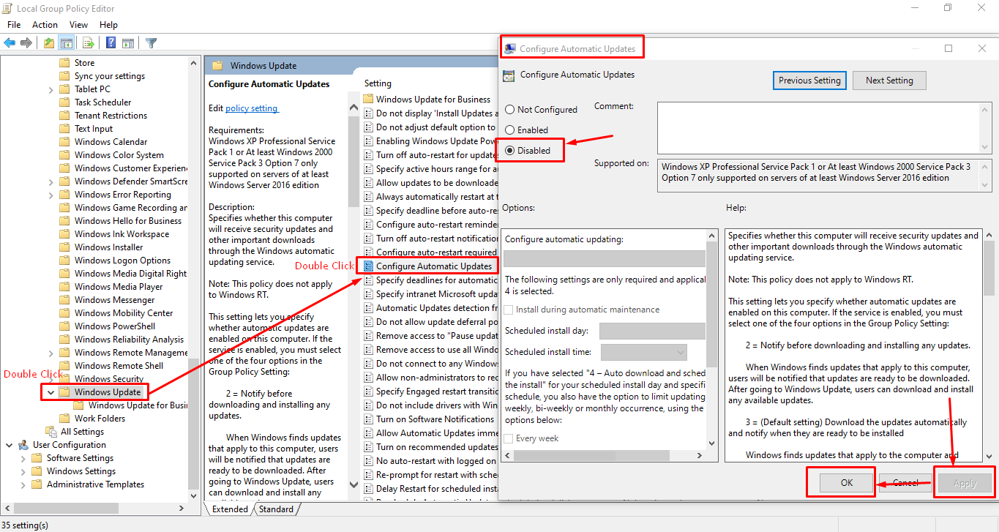 Local Group Policy Editor
File Action View Help
Store
Sync your settings
Tablet PC
Task Scheduler
Tenant Restrictions
Text Input
Windows Calendar
Windows Color System
Windows Customer Experien
Windows Defender SmartScre
Windows Error Reporting
Windows Game Recording an
Windows Hello for Business
Windows Ink Workspace
Windows Installer
Windows Logon Options
Windows Media Digital Right
Windows Media Player
Windows Messenger
Windows Mobility Center
Windows PowerShell
Windows Reliability Analysis
Windows Remote Manageme
Windows Remote Shell
Double Click
Windows Security
Windows Update
Windows Update for Busi
Work Folders
All Settings
User Configuration
Software Settings
Windows Settings
Administrative Templates
35 setting(s)
Windows Update
Configure Automatic Updates
Edit policy setting
Requirements:
Windows XP Professional Service
Pack 1 or At least Windows 2000
Service Pack 3 Option 7 only
supported on servers of at least
Windows Server 2016 edition
Description:
Specifies whether this computer
will receive security updates and
other important downloads
through the Windows automatic
updating service.
Note: This policy does not apply
to Windows RT.
This setting lets you specify
whether automatic updates are
enabled on this computer. If the
service is enabled, you must select
one of the four options in the
Group Policy Setting:
2 = Notify before
downloading and installing any
updates.
When Windows finds updates
that apply to this computer, users
will be notified that updates are
ready to be downloaded. After
going to Windows Update, users
can download and install any
Extended Standard
Setting
Windows Update for Business
Do not display 'Install Updates a
Do not adjust default option to
Enabling Windows Update Pow
Turn off auto-restart for update
Specify active hours range for au
Allow updates to be downloade
Always automatically restart at t
Specify deadline before auto-res
Configure auto-restart reminder
Turn off auto-restart notification
Configure auto-restart required
Double Click
Configure Automatic Updates
Specify deadlines for automatic
Specify intranet Microsoft upda
Automatic Updates detection fr
Do not allow update deferral po
Remove access to "Pause updat
Remove access to use all Windo
Do not connect to any Windows
Allow non-administrators to rec
Specify Engaged restart transitio
Do not include drivers with Win
Turn on Software Notifications
Allow Automatic Updates imme
Turn on recommended updates
No auto-restart with logged on
Re-prompt for restart with sche
Delay Restart for scheduled inst
Configure Automatic Updates
Configure Automatic Updates
Previous Setting Next Setting
Not Configured
Enabled
Disabled
Comment:
Supported on:
Windows XP Professional Service Pack 1 or At least Windows 2000 Service Pack 3
Option 7 only supported on servers of at least Windows Server 2016 edition
Options:
Configure automatic updating:
The following settings are only required and applical
4 is selected.
Install during automatic maintenance
Scheduled install day:
Scheduled install time:
If you have selected "4 – Auto download and sched
the install" for your scheduled install day and specifi
schedule, you also have the option to limit updating
weekly, bi-weekly or monthly occurrence, using the
options below:
Every week
Help:
Specifies whether this computer will receive security updates and
other important downloads through the Windows automatic
updating service.
Note: This policy does not apply to Windows RT.
This setting lets you specify whether automatic updates are
enabled on this computer. If the service is enabled, you must
select one of the four options in the Group Policy Setting:
2 = Notify before downloading and installing any updates.
When Windows finds updates that apply to this computer,
users will be notified that updates are ready to be downloaded.
After going to Windows Update, users can download and install
any available updates.
3 = (Default setting) Download the updates automatically
and notify when they are ready to be installed
Windows finds updates that apply to the computer and
OK Cancel Apply